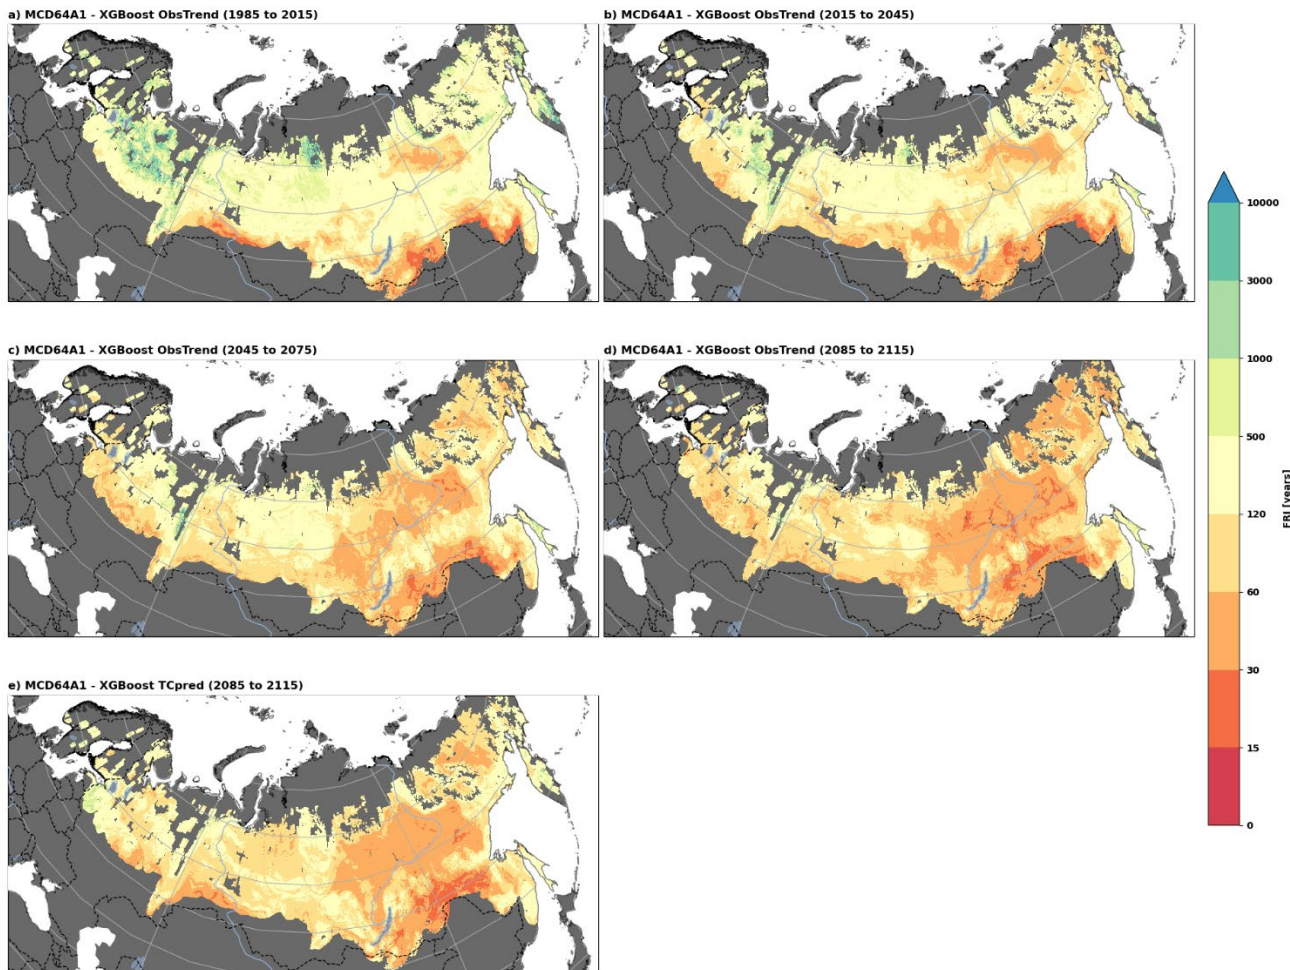 a) MCD64A1 - XGBoost ObsTrend (1985 to 2015)
b) MCD64A1 - XGBoost ObsTrend (2015 to 2045)
c) MCD64A1 - XGBoost ObsTrend (2045 to 2075)
d) MCD64A1 - XGBoost ObsTrend (2085 to 2115)
e) MCD64A1 - XGBoost TCpred (2085 to 2115)
10000
3000
1000
500
120
60
30
15
0
FRI [years]